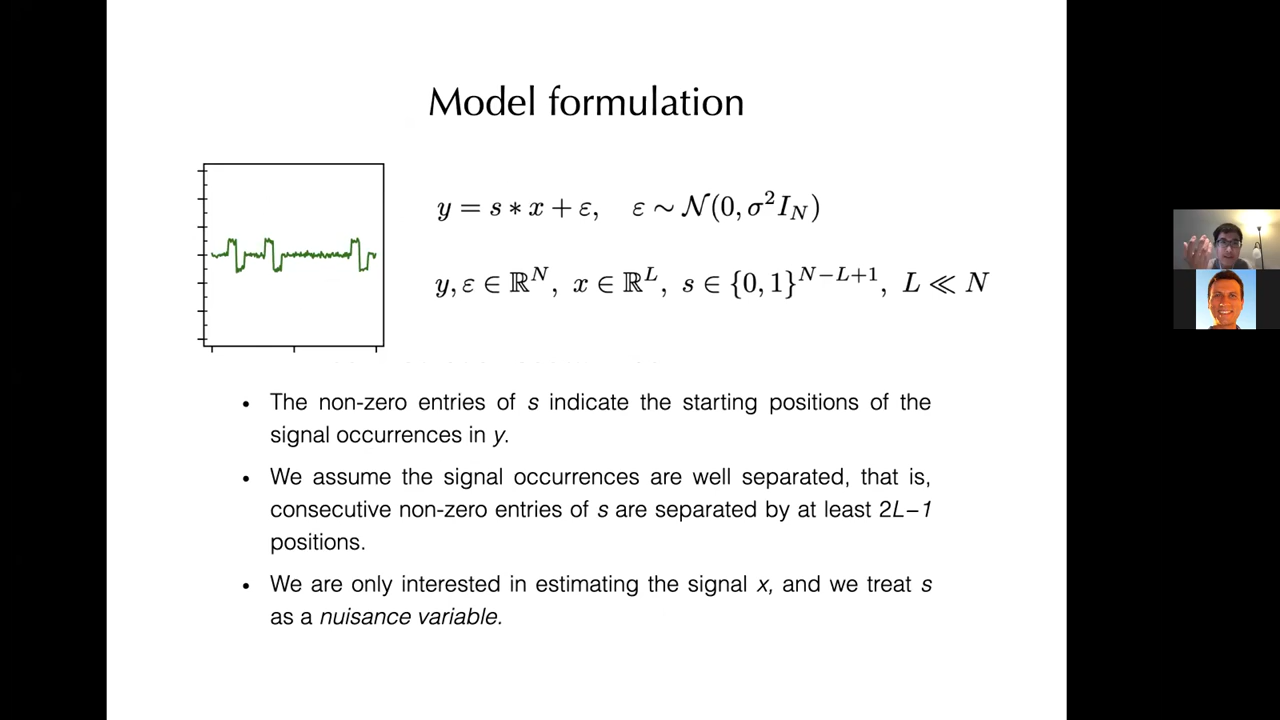 Model formulation
y = s ∗ x + ε, ε ∼ 𝒩(0, σ²I_N)
y, ε ∈ ℝ^N, x ∈ ℝ^L, s ∈ {0, 1}^{N−L+1}, L ≪ N
• The non-zero entries of s indicate the starting positions of the
signal occurrences in y.
• We assume the signal occurrences are well separated, that is,
consecutive non-zero entries of s are separated by at least 2L−1
positions.
• We are only interested in estimating the signal x, and we treat s
as a nuisance variable.